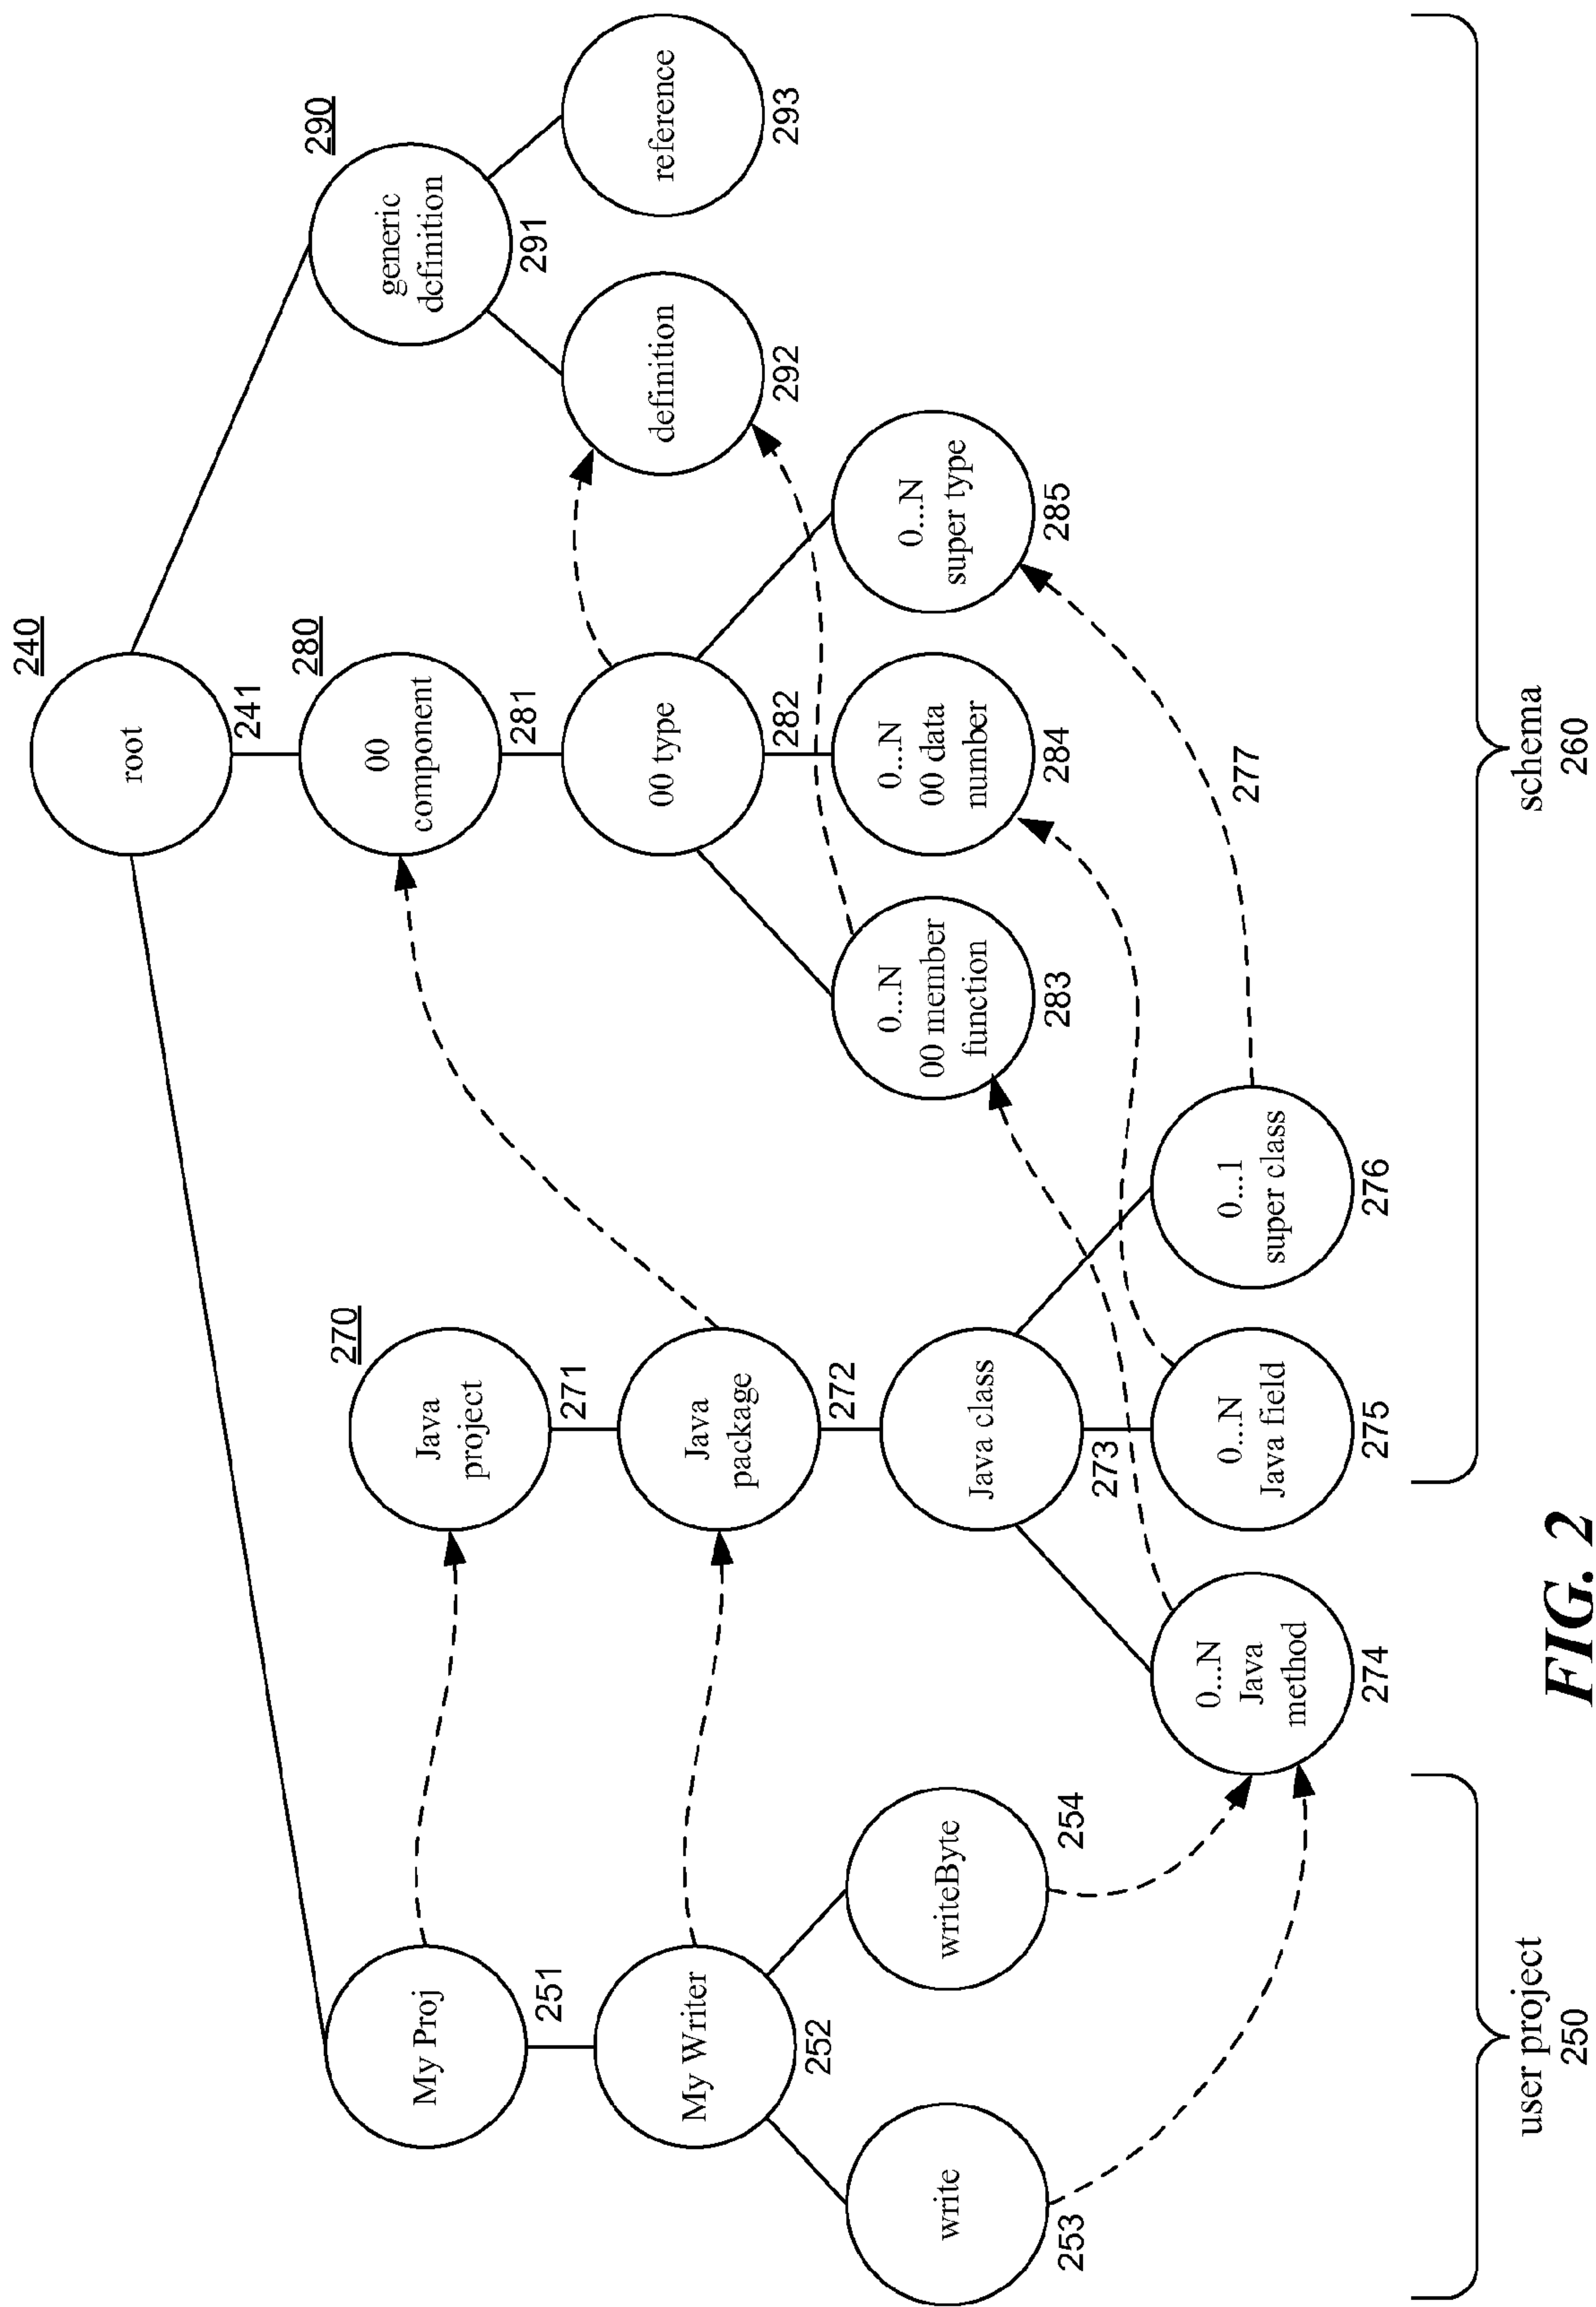 240
root
241
290
generic
definition
291
280
00
component
281
reference
293
definition
292
00 type
282
0...N
super type
285
0...N
00 data
number
284
0...N
00 member
function
283
277
270
Java
project
271
Java
package
272
Java class
273
0...1
super class
276
0...N
Java field
275
0...N
Java
method
274
My Proj
251
My Writer
252
writeByte
254
write
253
user project
250
schema
260
FIG. 2